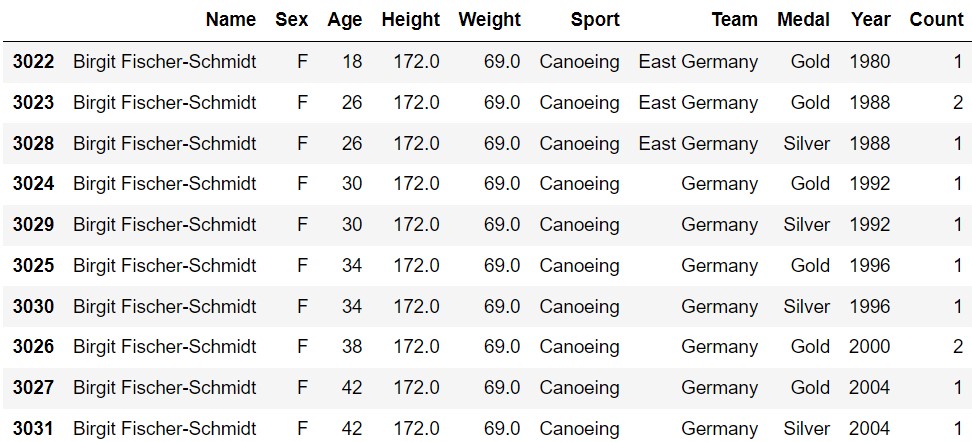 Name Sex Age Height Weight Sport Team Medal Year Count
3022 Birgit Fischer-Schmidt F 18 172.0 69.0 Canoeing East Germany Gold 1980 1
3023 Birgit Fischer-Schmidt F 26 172.0 69.0 Canoeing East Germany Gold 1988 2
3028 Birgit Fischer-Schmidt F 26 172.0 69.0 Canoeing East Germany Silver 1988 1
3024 Birgit Fischer-Schmidt F 30 172.0 69.0 Canoeing Germany Gold 1992 1
3029 Birgit Fischer-Schmidt F 30 172.0 69.0 Canoeing Germany Silver 1992 1
3025 Birgit Fischer-Schmidt F 34 172.0 69.0 Canoeing Germany Gold 1996 1
3030 Birgit Fischer-Schmidt F 34 172.0 69.0 Canoeing Germany Silver 1996 1
3026 Birgit Fischer-Schmidt F 38 172.0 69.0 Canoeing Germany Gold 2000 2
3027 Birgit Fischer-Schmidt F 42 172.0 69.0 Canoeing Germany Gold 2004 1
3031 Birgit Fischer-Schmidt F 42 172.0 69.0 Canoeing Germany Silver 2004 1